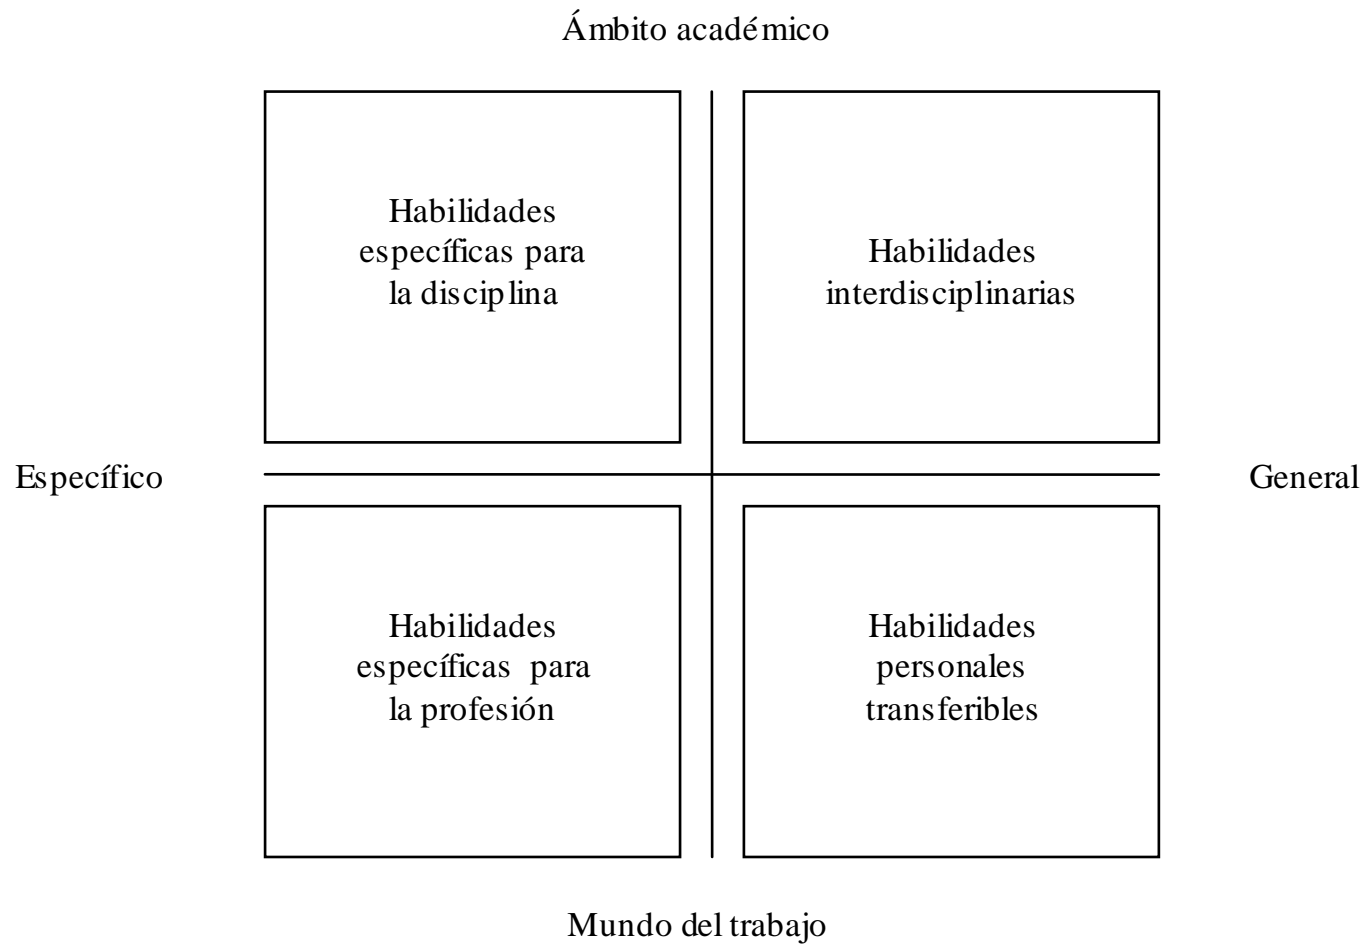 Ámbito académico
Habilidades
específicas para
la disciplina
Habilidades
interdisciplinarias
Específico
General
Habilidades
específicas para
la profesión
Habilidades
personales
transferibles
Mundo del trabajo